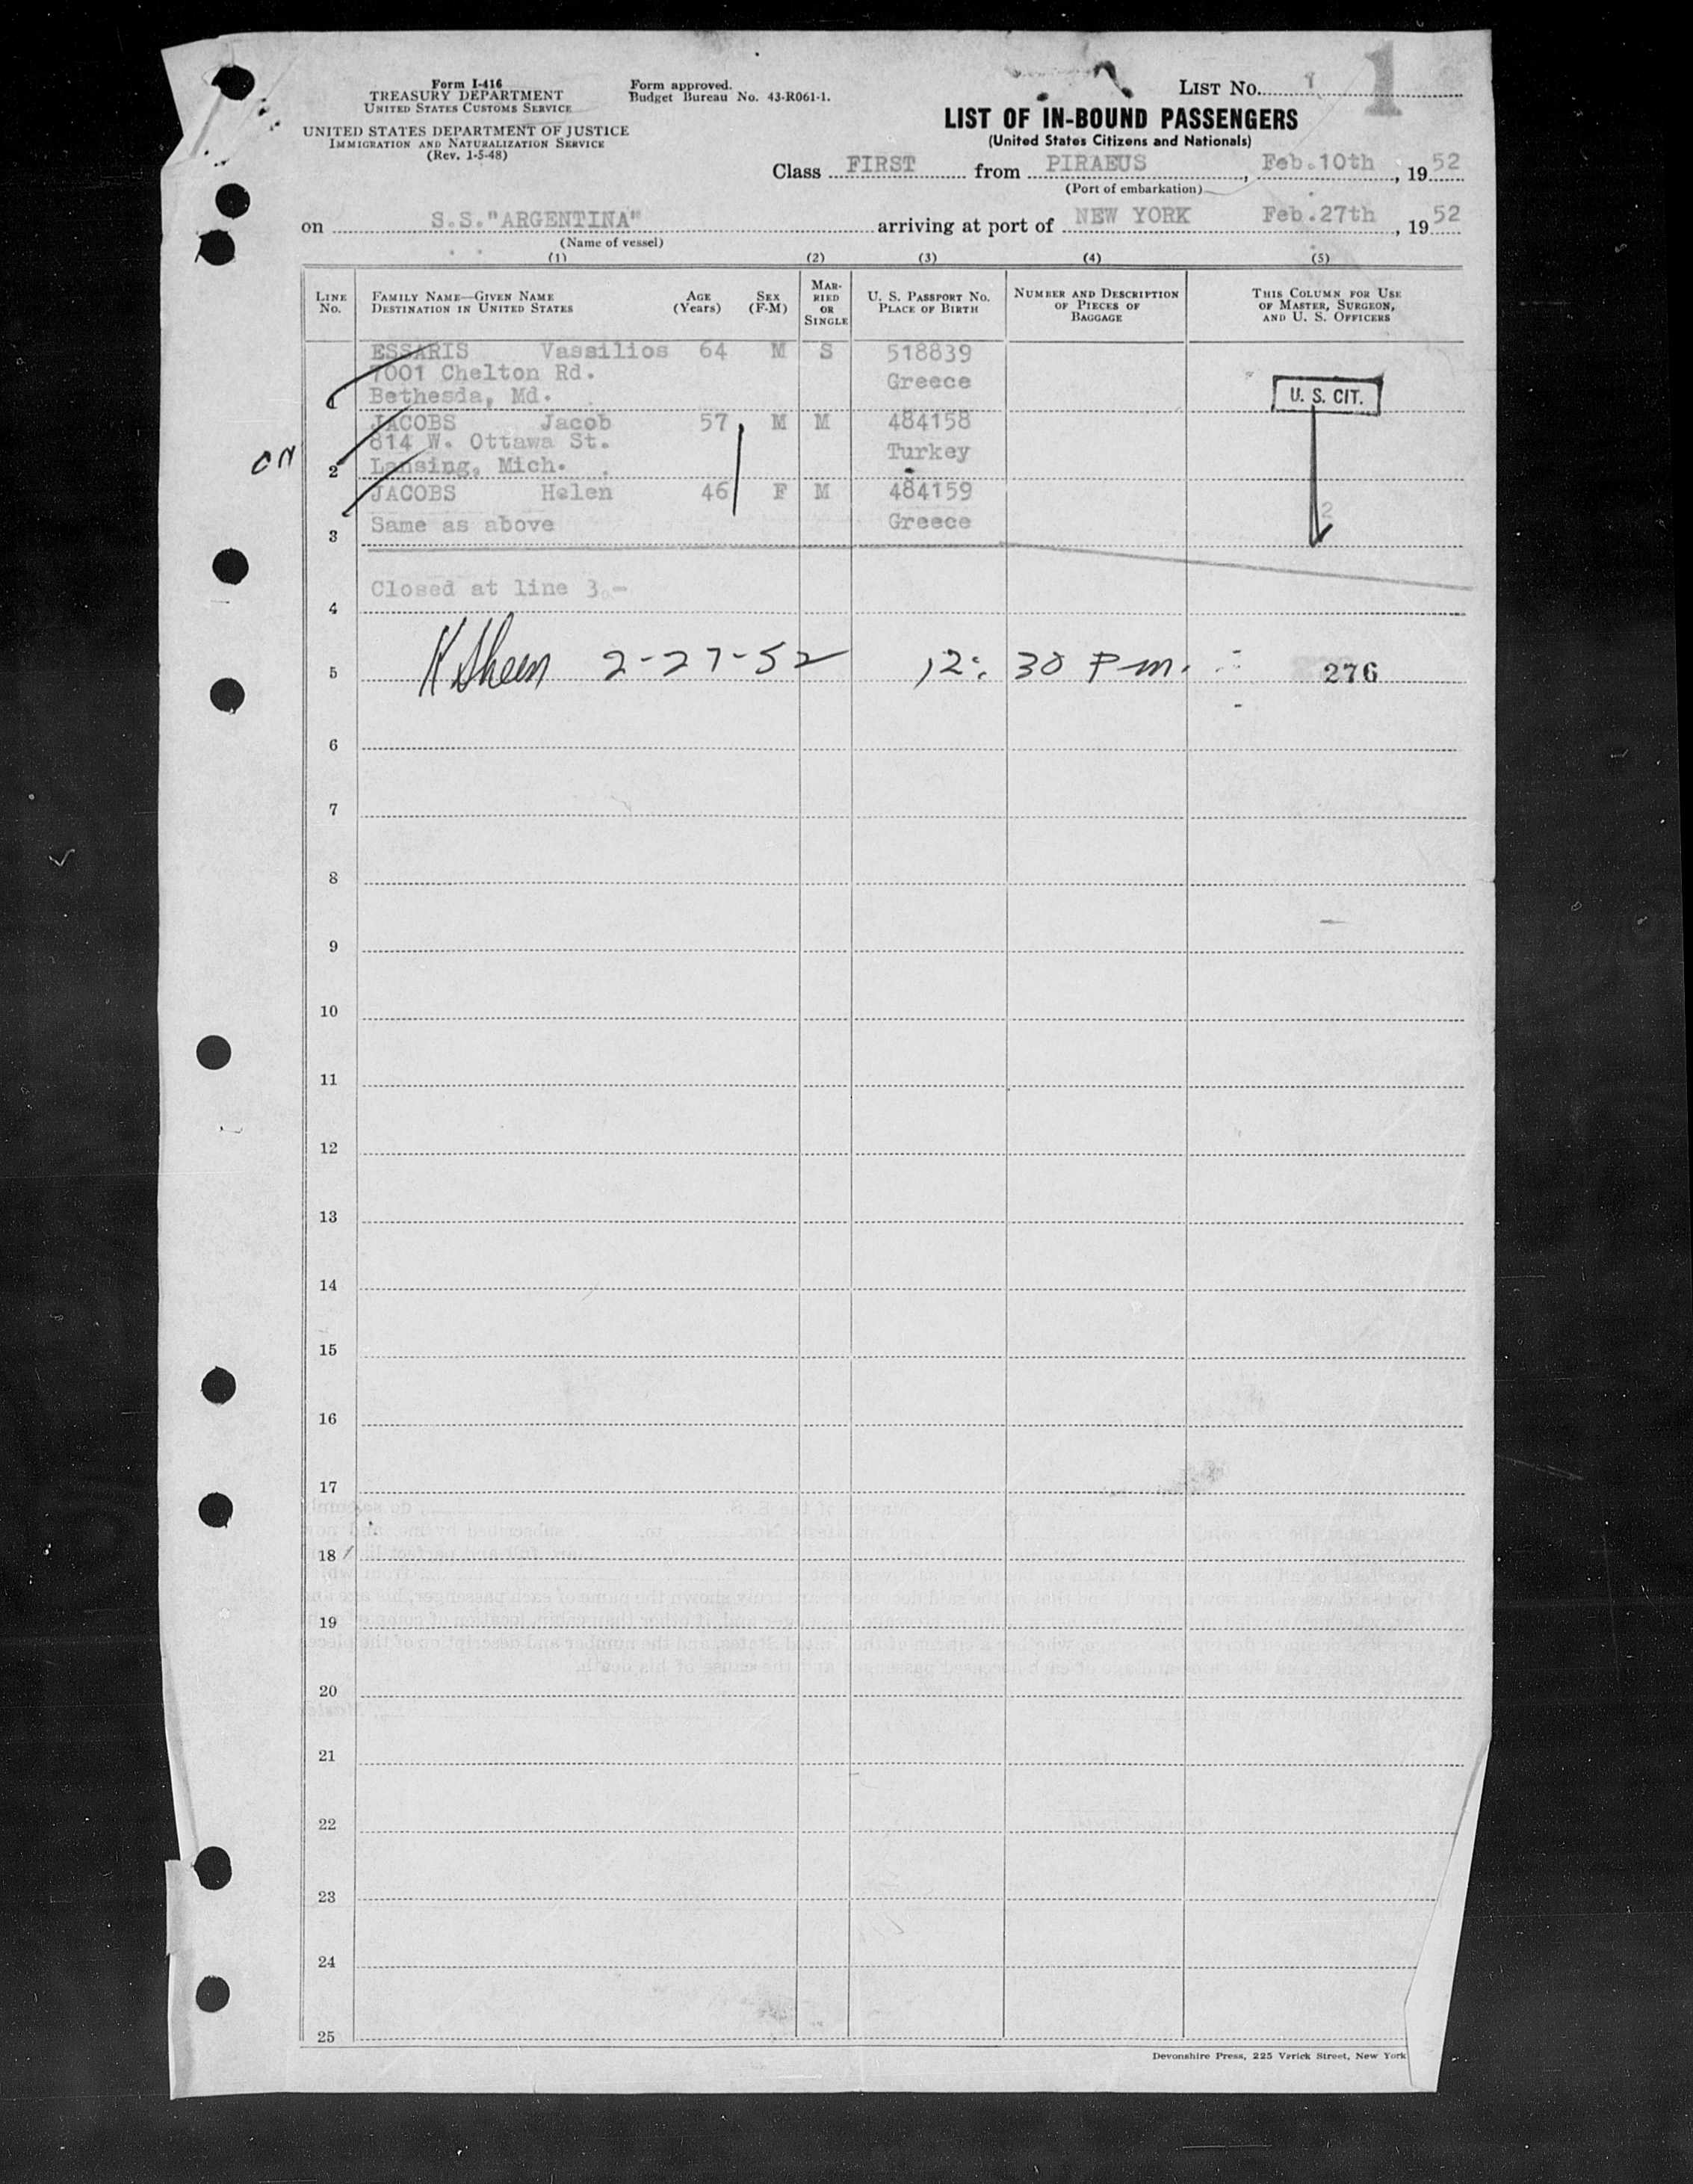 Form I-416
TREASURY DEPARTMENT
UNITED STATES CUSTOMS SERVICE
UNITED STATES DEPARTMENT OF JUSTICE
IMMIGRATION AND NATURALIZATION SERVICE
(Rev. 1-5-48)
Form approved.
Budget Bureau No. 43-R061-1.
LIST NO. 1
1
LIST OF IN-BOUND PASSENGERS
(United States Citizens and Nationals)
Class FIRST from PIRAEUS, Feb.10th, 1952
(Port of embarkation)
on S.S."ARGENTINA" arriving at port of NEW YORK Feb.27th, 1952
(Name of vessel)
(1) (2) (3) (4) (5)
LINE NO. FAMILY NAME—GIVEN NAME DESTINATION IN UNITED STATES AGE (Years) SEX (F-M) MARRIED OR SINGLE U. S. PASSPORT NO. PLACE OF BIRTH NUMBER AND DESCRIPTION OF PIECES OF BAGGAGE THIS COLUMN FOR USE OF MASTER, SURGEON, AND U. S. OFFICERS
ESSARIS Vassilios 64 M S 518839
7001 Chelton Rd. Greece
1 Bethesda, Md. U. S. CIT.
JACOBS Jacob 57 M M 484158
814 W. Ottawa St. Turkey
2 Lansing, Mich.
JACOBS Helen 46 F M 484159
Same as above Greece 2
3
Closed at line 3.-
4
5 2-27-52 12:30 P.m. 276
6
7
8
9
10
11
12
13
14
15
16
17
18
19
20
21
22
23
24
25
Devonshire Press, 225 Varick Street, New York